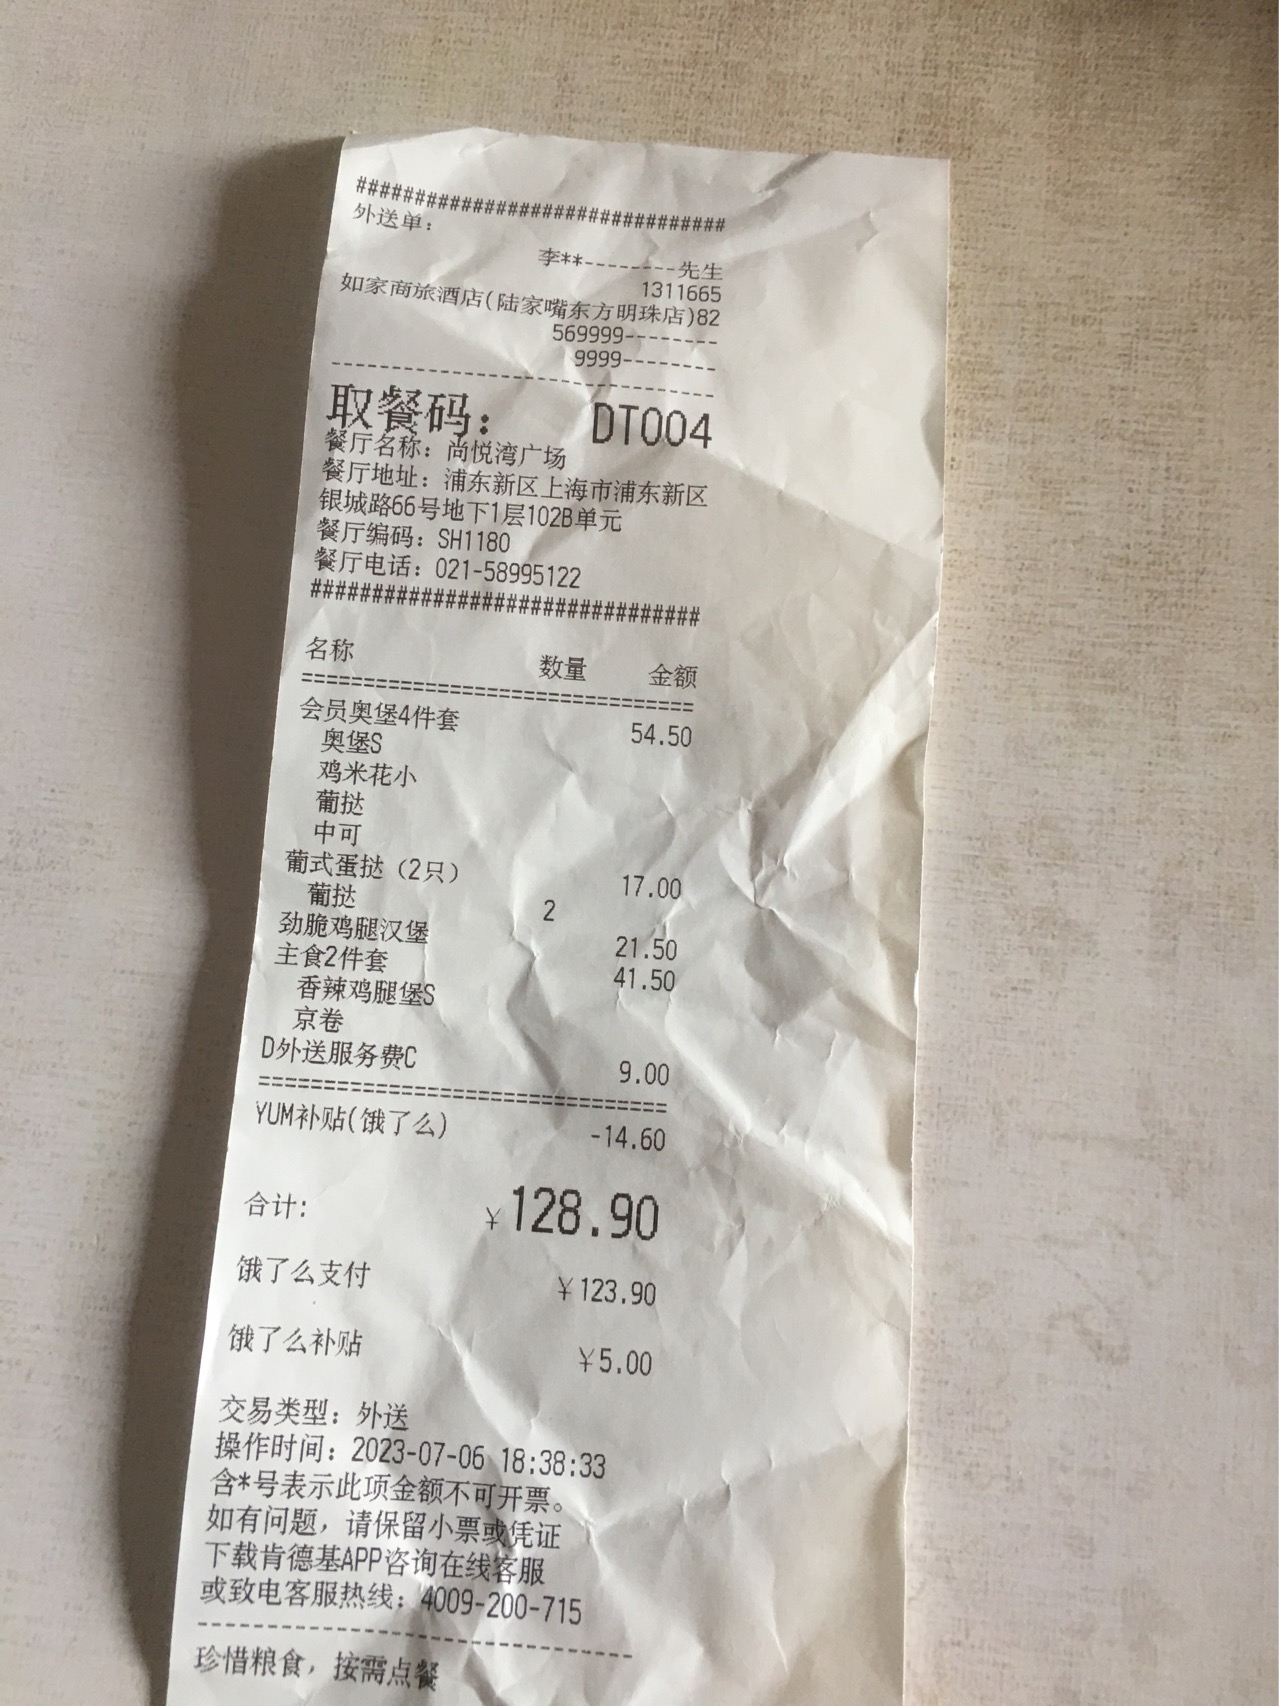 ###############################
外送单：
李**--------先生
1311665
如家商旅酒店(陆家嘴东方明珠店)82
569999--------
9999--------
--------------------------------
取餐码： DT004
餐厅名称：尚悦湾广场
餐厅地址：浦东新区上海市浦东新区
银城路66号地下1层102B单元
餐厅编码：SH1180
餐厅电话：021-58995122
################################
名称 数量 金额
================================
会员奥堡4件套 54.50
奥堡S
鸡米花小
葡挞
中可
葡式蛋挞（2只） 17.00
葡挞 2
劲脆鸡腿汉堡 21.50
主食2件套 41.50
香辣鸡腿堡S
京卷
D外送服务费C 9.00
================================
YUM补贴(饿了么) -14.60
合计: ￥128.90
饿了么支付 ￥123.90
饿了么补贴 ￥5.00
交易类型：外送
操作时间：2023-07-06 18:38:33
含*号表示此项金额不可开票。
如有问题，请保留小票或凭证
下载肯德基APP咨询在线客服
或致电客服热线：4009-200-715
--------------------------------
珍惜粮食，按需点餐